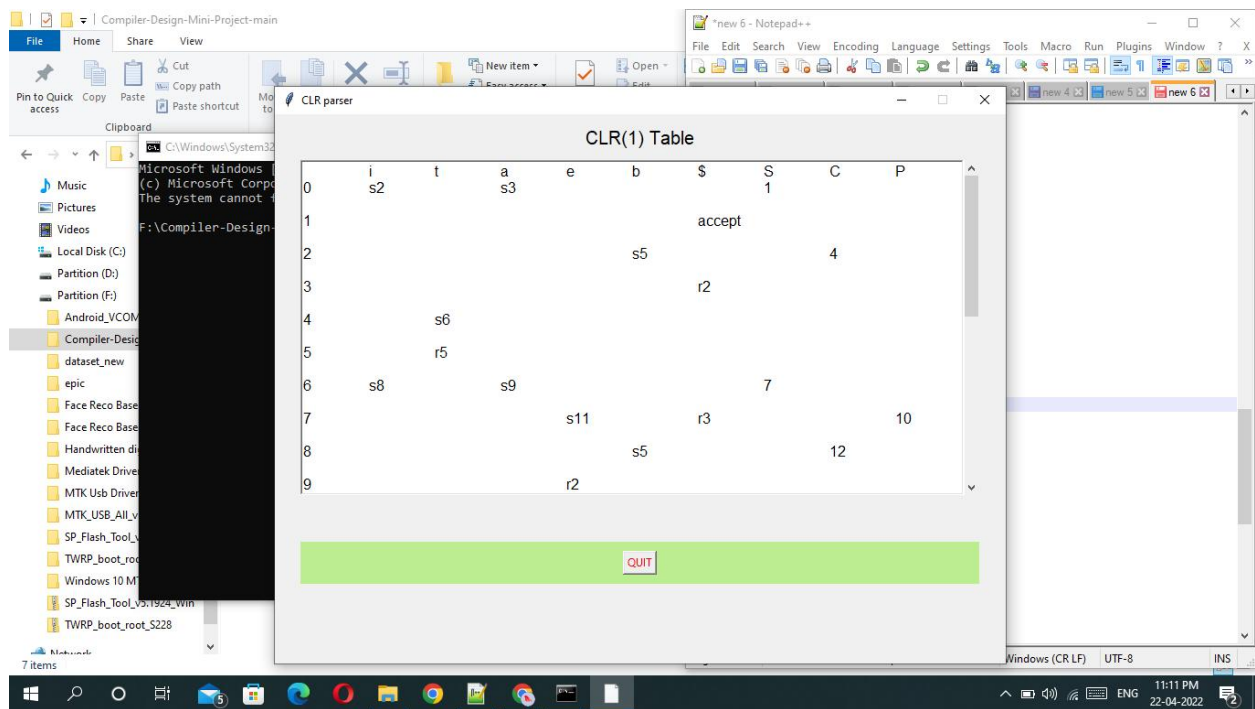 Compiler-Design-Mini-Project-main
File Home Share View
Pin to Quick access
Copy
Paste
Cut
Copy path
Paste shortcut
Clipboard
New item
Open
Music
Pictures
Videos
Local Disk (C:)
Partition (D:)
Partition (F:)
Android_VCOM
Compiler-Desig
dataset_new
epic
Face Reco Base
Face Reco Base
Handwritten di
Mediatek Drive
MTK Usb Driver
MTK_USB_All_v
SP_Flash_Tool_v
TWRP_boot_roo
Windows 10 MT
SP_Flash_Tool_v5.1924_Win
TWRP_boot_root_S228
Network
7 items
C:\Windows\System32
Microsoft Windows [
(c) Microsoft Corpo
The system cannot f
F:\Compiler-Design-
CLR parser
CLR(1) Table
i t a e b $ S C P
0 s2 s3 1
1 accept
2 s5 4
3 r2
4 s6
5 r5
6 s8 s9 7
7 s11 r3 10
8 s5 12
9 r2
QUIT
*new 6 - Notepad++
File Edit Search View Encoding Language Settings Tools Macro Run Plugins Window ? X
new 4 new 5 new 6
Windows (CR LF) UTF-8 INS
5
ENG
11:11 PM
22-04-2022
2